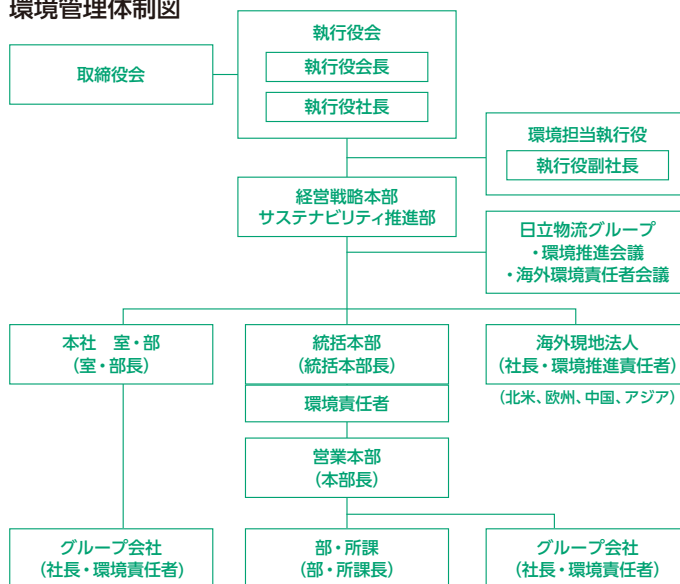 環境管理体制図
取締役会
執行役会
執行役会長
執行役社長
環境担当執行役
執行役副社長
経営戦略本部
サステナビリティ推進部
日立物流グループ
・環境推進会議
・海外環境責任者会議
本社　室・部
（室・部長）
統括本部
（統括本部長）
環境責任者
海外現地法人
（社長・環境推進責任者）
（北米、欧州、中国、アジア）
営業本部
（本部長）
グループ会社
（社長・環境責任者）
部・所課
（部・所課長）
グループ会社
（社長・環境責任者）